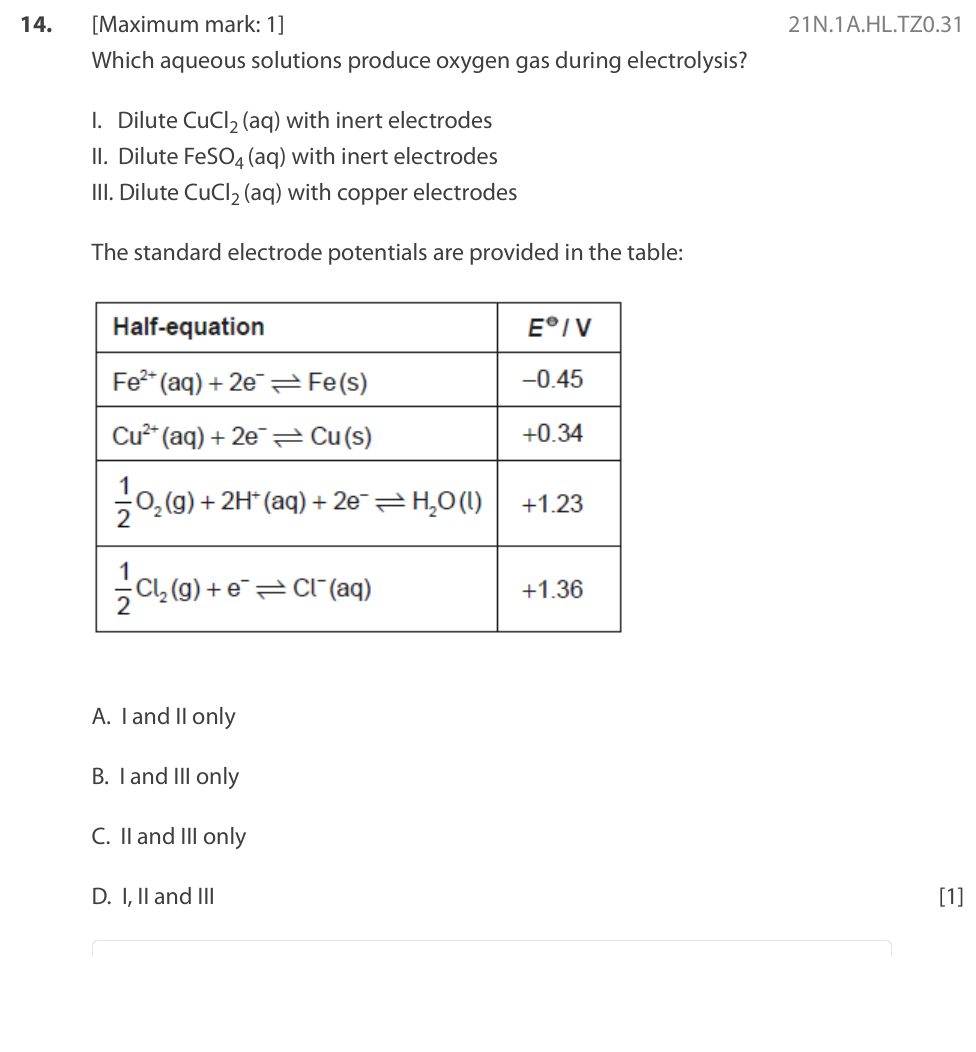 14. [Maximum mark: 1] 21N.1A.HL.TZ0.31
Which aqueous solutions produce oxygen gas during electrolysis?
I. Dilute CuCl₂ (aq) with inert electrodes
II. Dilute FeSO₄ (aq) with inert electrodes
III. Dilute CuCl₂ (aq) with copper electrodes
The standard electrode potentials are provided in the table:
Half-equation E⊖ / V
Fe²⁺ (aq) + 2e⁻ ⇌ Fe (s) −0.45
Cu²⁺ (aq) + 2e⁻ ⇌ Cu (s) +0.34
1/2 O₂ (g) + 2H⁺ (aq) + 2e⁻ ⇌ H₂O (l) +1.23
1/2 Cl₂ (g) + e⁻ ⇌ Cl⁻ (aq) +1.36
A. I and II only
B. I and III only
C. II and III only
D. I, II and III [1]